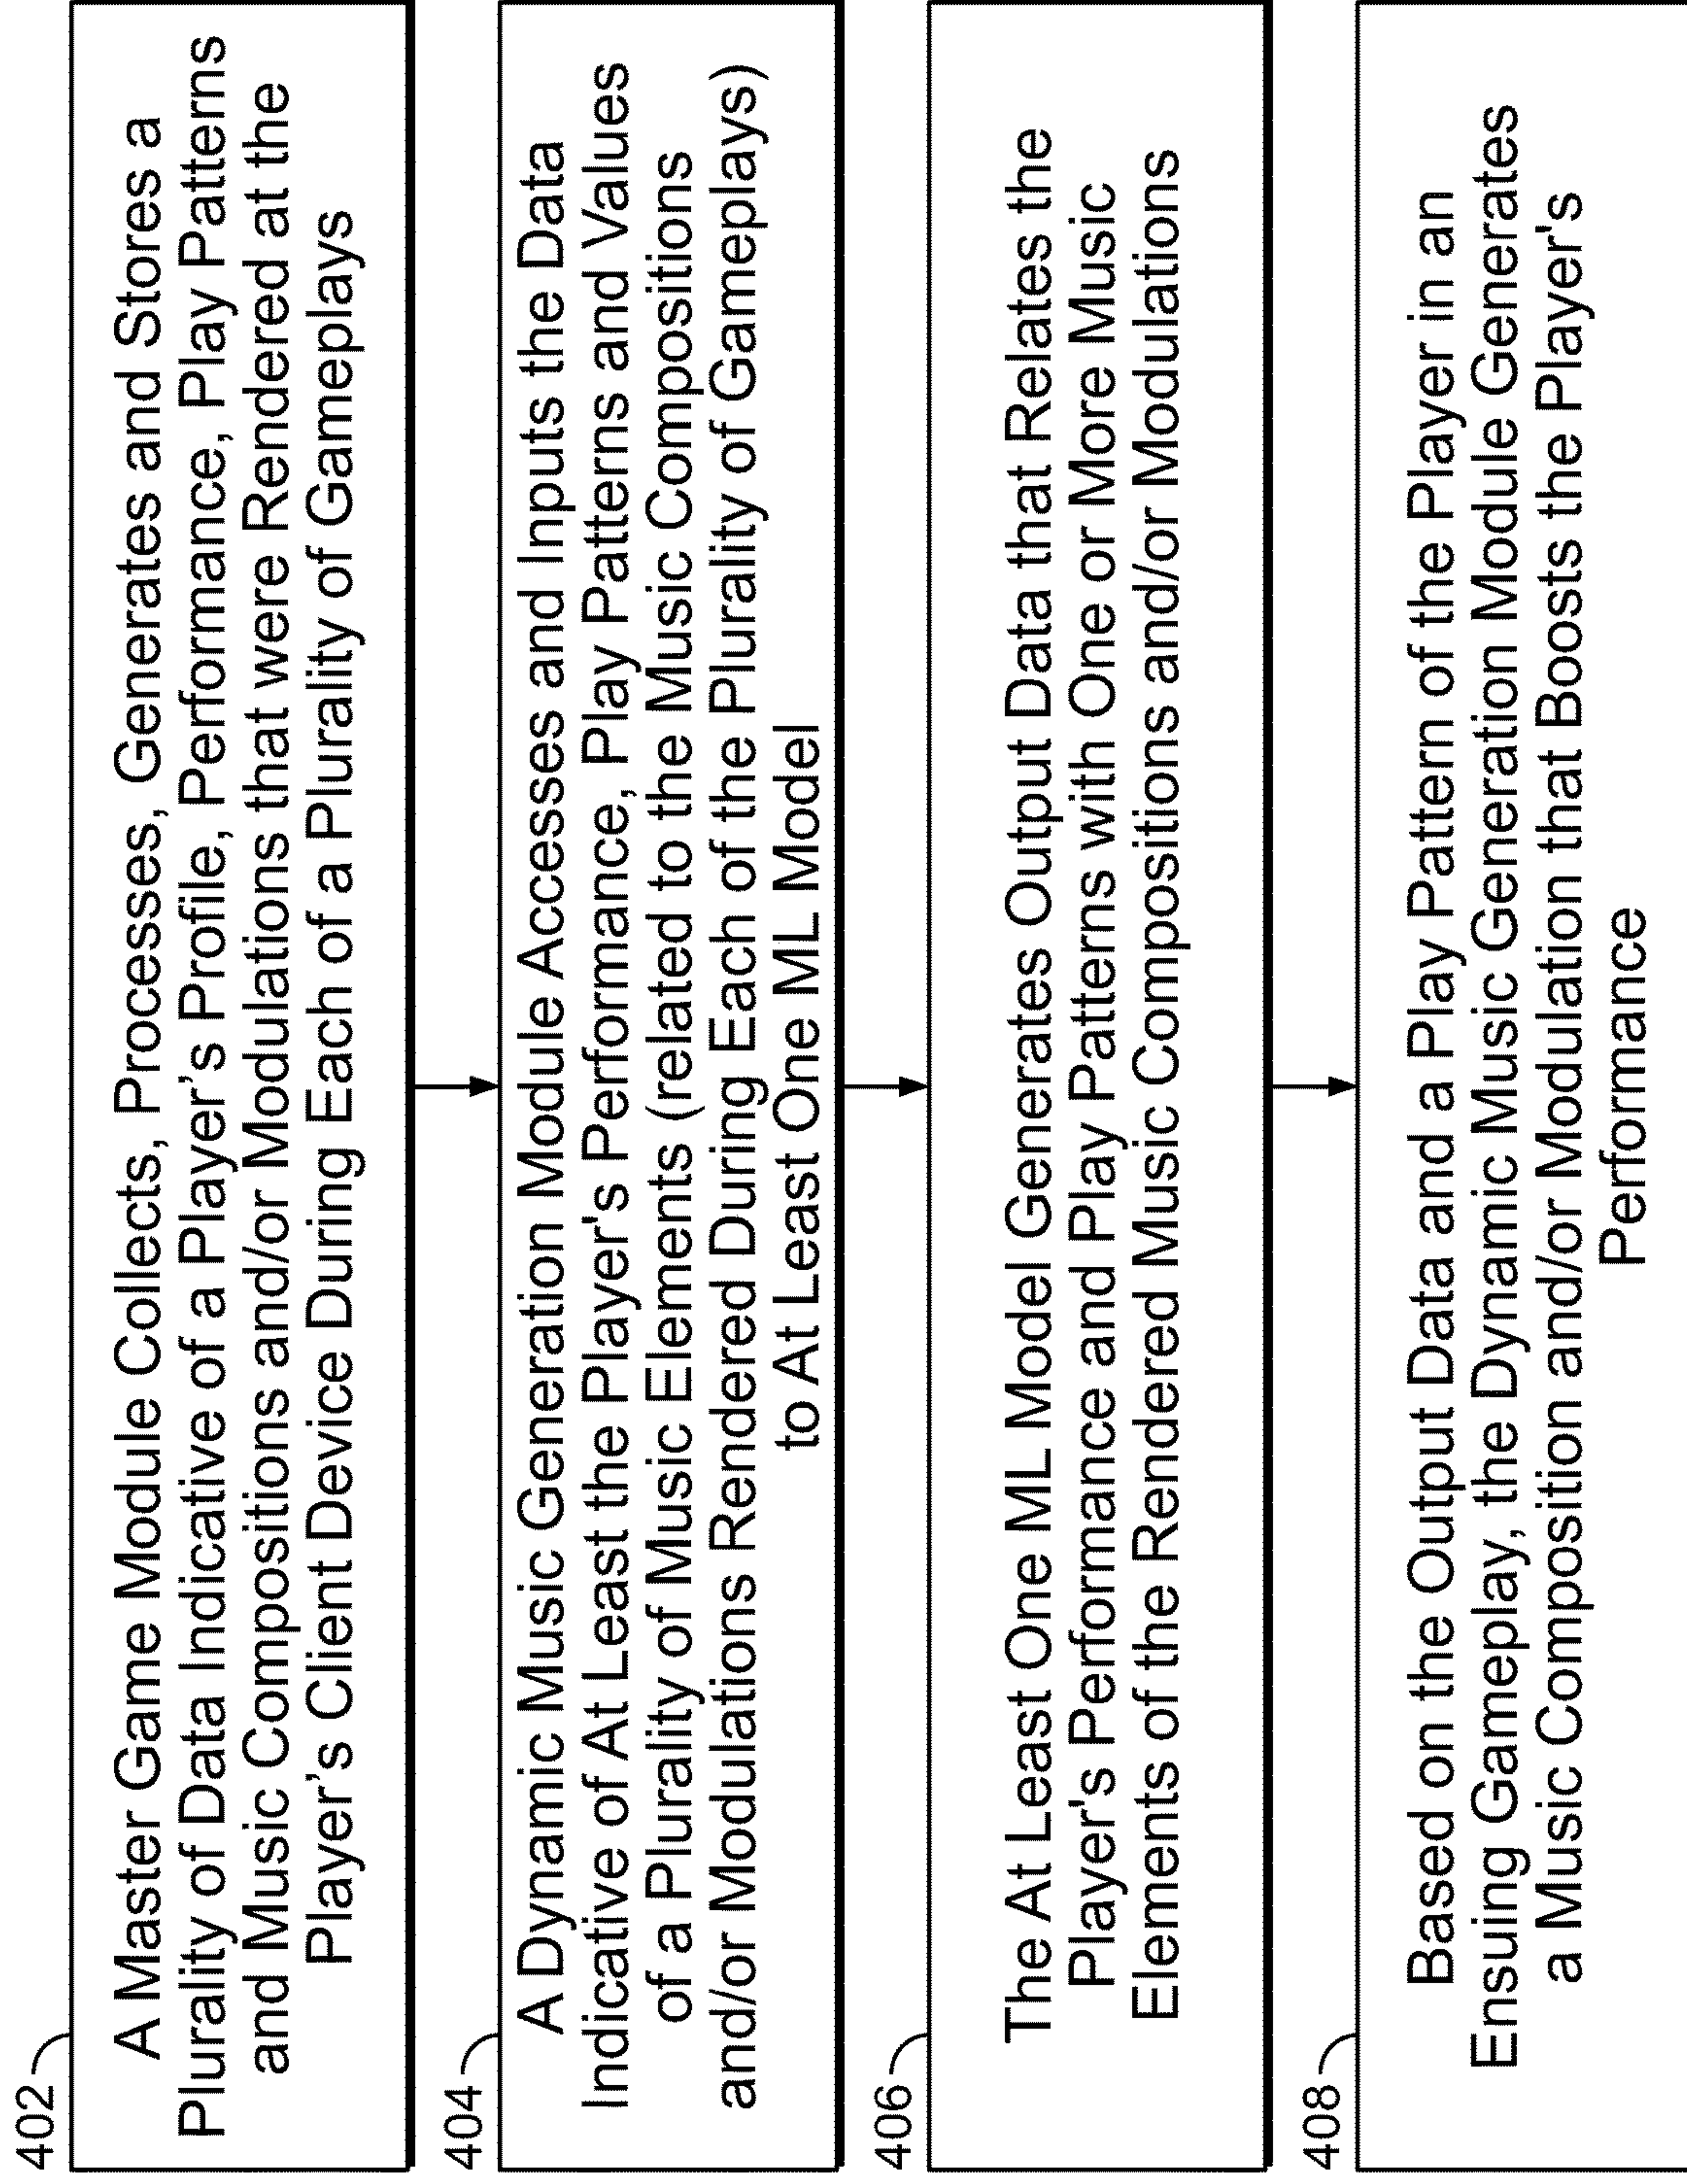 402
A Master Game Module Collects, Processes, Generates and Stores a
Plurality of Data Indicative of a Player's Profile, Performance, Play Patterns
and Music Compositions and/or Modulations that were Rendered at the
Player's Client Device During Each of a Plurality of Gameplays
404
A Dynamic Music Generation Module Accesses and Inputs the Data
Indicative of At Least the Player's Performance, Play Patterns and Values
of a Plurality of Music Elements (related to the Music Compositions
and/or Modulations Rendered During Each of the Plurality of Gameplays)
to At Least One ML Model
406
The At Least One ML Model Generates Output Data that Relates the
Player's Performance and Play Patterns with One or More Music
Elements of the Rendered Music Compositions and/or Modulations
408
Based on the Output Data and a Play Pattern of the Player in an
Ensuing Gameplay, the Dynamic Music Generation Module Generates
a Music Composition and/or Modulation that Boosts the Player's
Performance